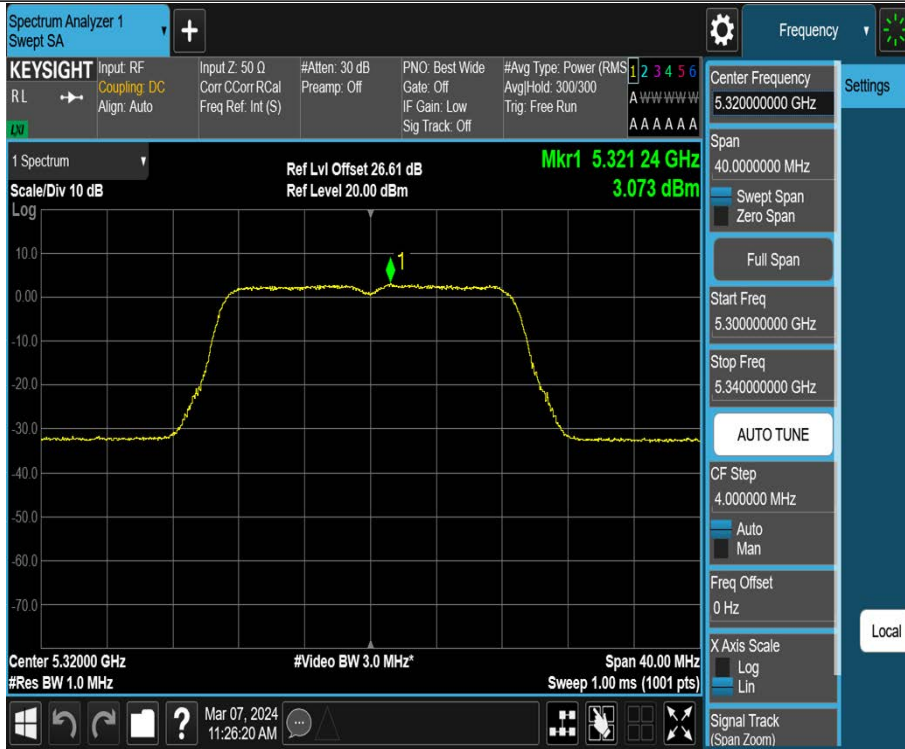 Spectrum Analyzer 1
Swept SA
+
Frequency
KEYSIGHT
RL
LXI
Input: RF
Coupling: DC
Align: Auto
Input Z: 50 Ω
Corr CCorr RCal
Freq Ref: Int (S)
#Atten: 30 dB
Preamp: Off
PNO: Best Wide
Gate: Off
IF Gain: Low
Sig Track: Off
#Avg Type: Power (RMS
Avg|Hold: 300/300
Trig: Free Run
1 2 3 4 5 6
A W W W W W
A A A A A A
1 Spectrum
Scale/Div 10 dB
Log
Ref Lvl Offset 26.61 dB
Ref Level 20.00 dBm
Mkr1 5.321 24 GHz
3.073 dBm
1
10.0
0.00
-10.0
-20.0
-30.0
-40.0
-50.0
-60.0
-70.0
Center 5.32000 GHz
#Res BW 1.0 MHz
#Video BW 3.0 MHz*
Span 40.00 MHz
Sweep 1.00 ms (1001 pts)
Mar 07, 2024
11:26:20 AM
?
Center Frequency
5.320000000 GHz
Span
40.0000000 MHz
Swept Span
Zero Span
Full Span
Start Freq
5.300000000 GHz
Stop Freq
5.340000000 GHz
AUTO TUNE
CF Step
4.000000 MHz
Auto
Man
Freq Offset
0 Hz
X Axis Scale
Log
Lin
Signal Track
(Span Zoom)
Settings
Local